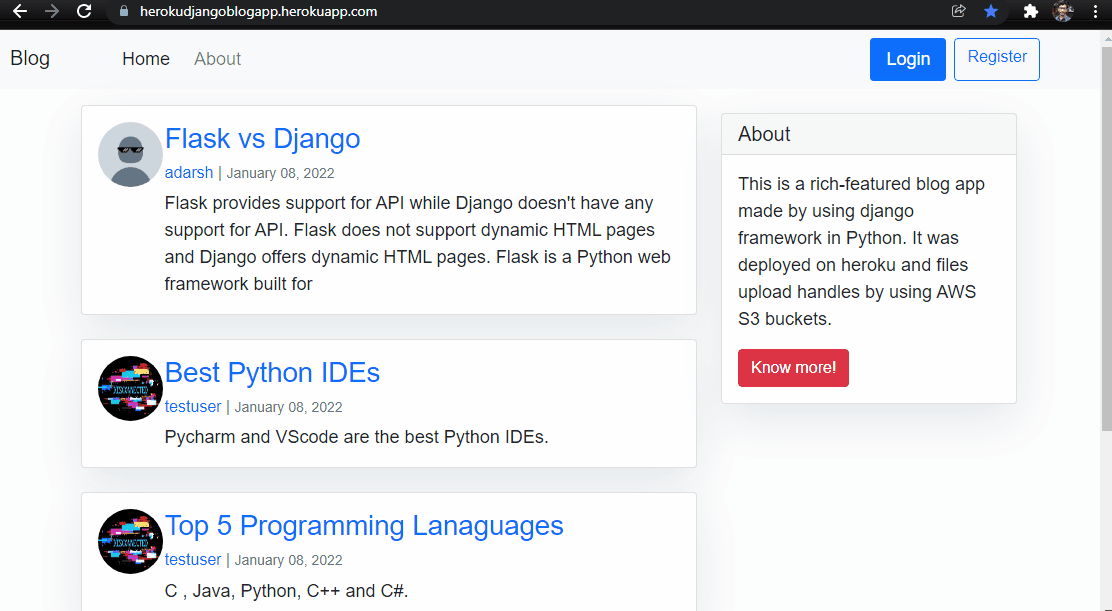 herokudjangoblogapp.herokuapp.com
Blog
Home
About
Login
Register
Flask vs Django
adarsh | January 08, 2022
Flask provides support for API while Django doesn't have any
support for API. Flask does not support dynamic HTML pages
and Django offers dynamic HTML pages. Flask is a Python web
framework built for
Best Python IDEs
testuser | January 08, 2022
Pycharm and VScode are the best Python IDEs.
Top 5 Programming Lanaguages
testuser | January 08, 2022
C , Java, Python, C++ and C#.
About
This is a rich-featured blog app
made by using django
framework in Python. It was
deployed on heroku and files
upload handles by using AWS
S3 buckets.
Know more!